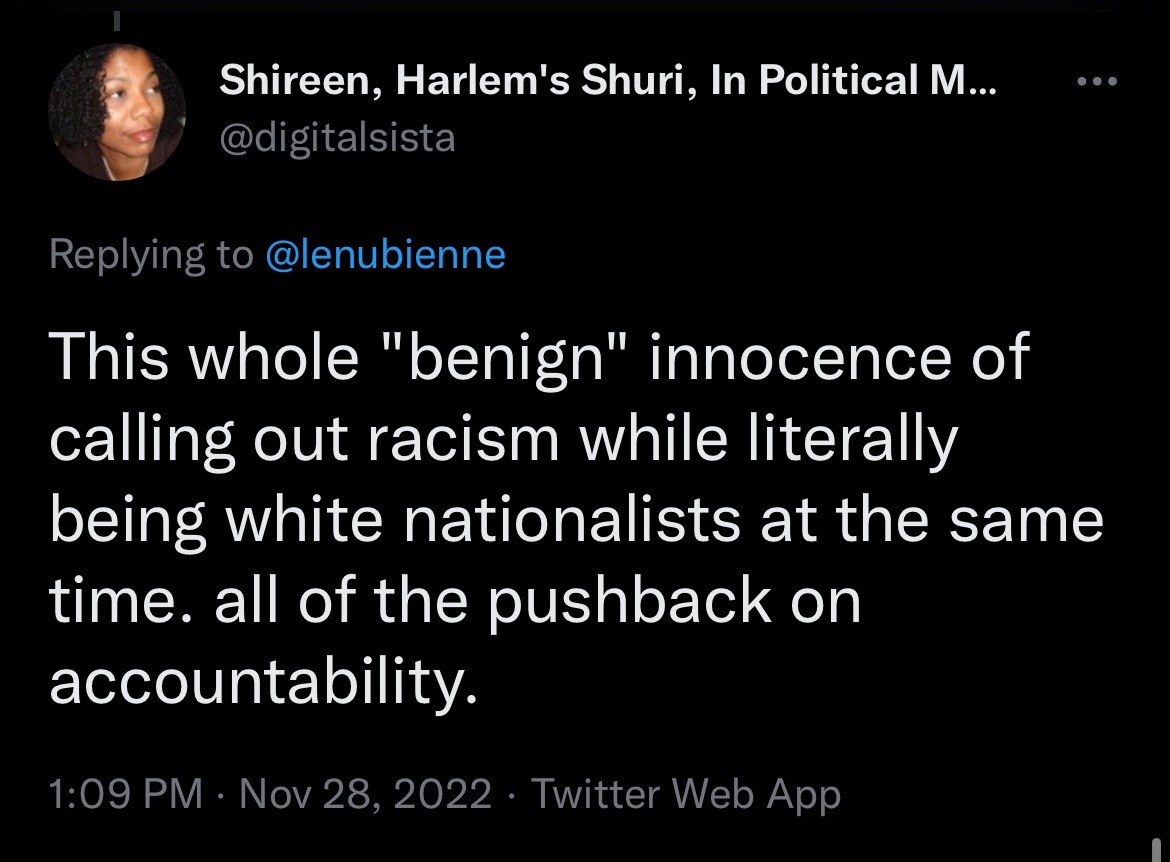 Shireen, Harlem's Shuri, In Political M...
@digitalsista
Replying to @lenubienne
This whole "benign" innocence of
calling out racism while literally
being white nationalists at the same
time. all of the pushback on
accountability.
1:09 PM · Nov 28, 2022 · Twitter Web App